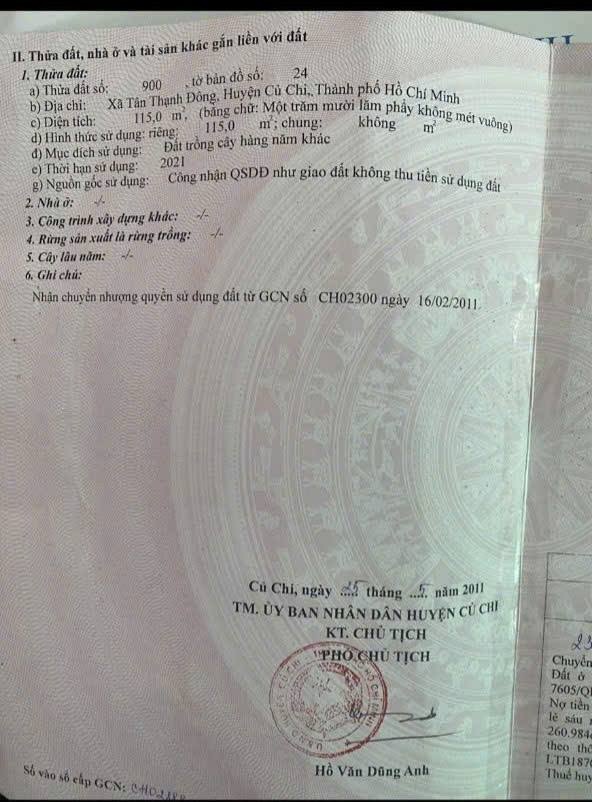 II. Thửa đất, nhà ở và tài sản khác gắn liền với đất
1. Thửa đất:
a) Thửa đất số: 900 , tờ bản đồ số: 24
b) Địa chỉ: Xã Tân Thạnh Đông, Huyện Củ Chi, Thành phố Hồ Chí Minh
c) Diện tích: 115,0 m², (bằng chữ: Một trăm mười lăm phẩy không mét vuông)
d) Hình thức sử dụng: riêng: 115,0 m²; chung: không m²
đ) Mục đích sử dụng: Đất trồng cây hàng năm khác
e) Thời hạn sử dụng: 2021
g) Nguồn gốc sử dụng: Công nhận QSDĐ như giao đất không thu tiền sử dụng đất
2. Nhà ở: -/-
3. Công trình xây dựng khác: -/-
4. Rừng sản xuất là rừng trồng: -/-
5. Cây lâu năm: -/-
6. Ghi chú:
Nhận chuyển nhượng quyền sử dụng đất từ GCN số CH02300 ngày 16/02/2011.
Củ Chi, ngày 25 tháng 5 năm 2011
TM. ỦY BAN NHÂN DÂN HUYỆN CỦ CHI
KT. CHỦ TỊCH
PHÓ CHỦ TỊCH
Hồ Văn Dũng Anh
Số vào sổ cấp GCN:
23
Chuyển
Đất ở
7605/Q
Nợ tiền
lẻ sáu
260.984
theo
LTB187
Thuế huy